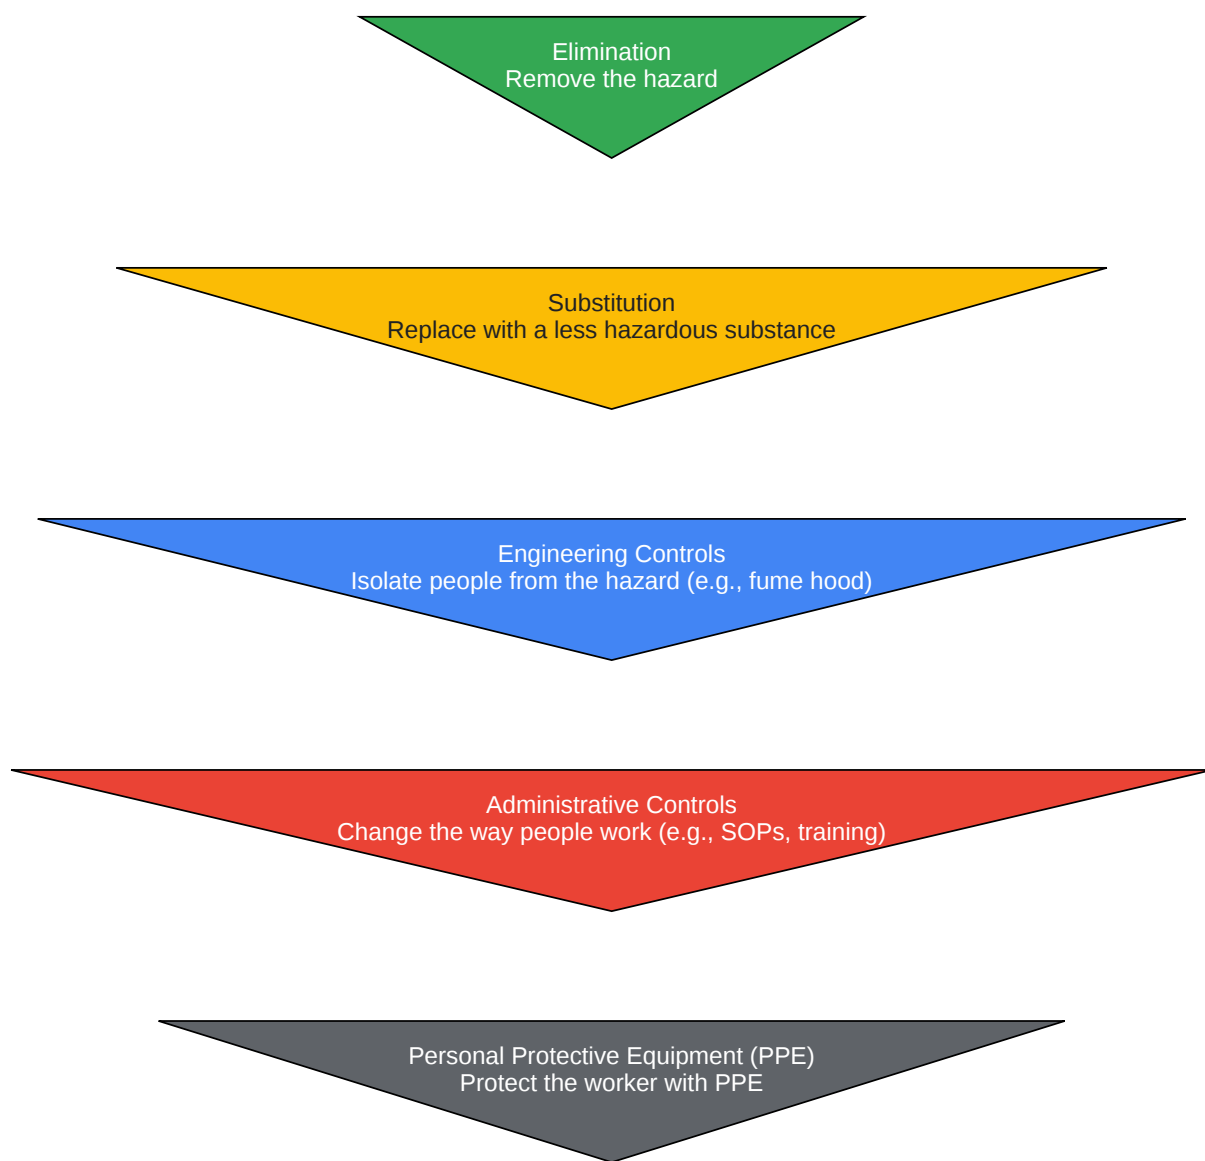 Elimination
Remove the hazard
Substitution
Replace with a less hazardous substance
Engineering Controls
Isolate people from the hazard (e.g., fume hood)
Administrative Controls
Change the way people work (e.g., SOPs, training)
Personal Protective Equipment (PPE)
Protect the worker with PPE